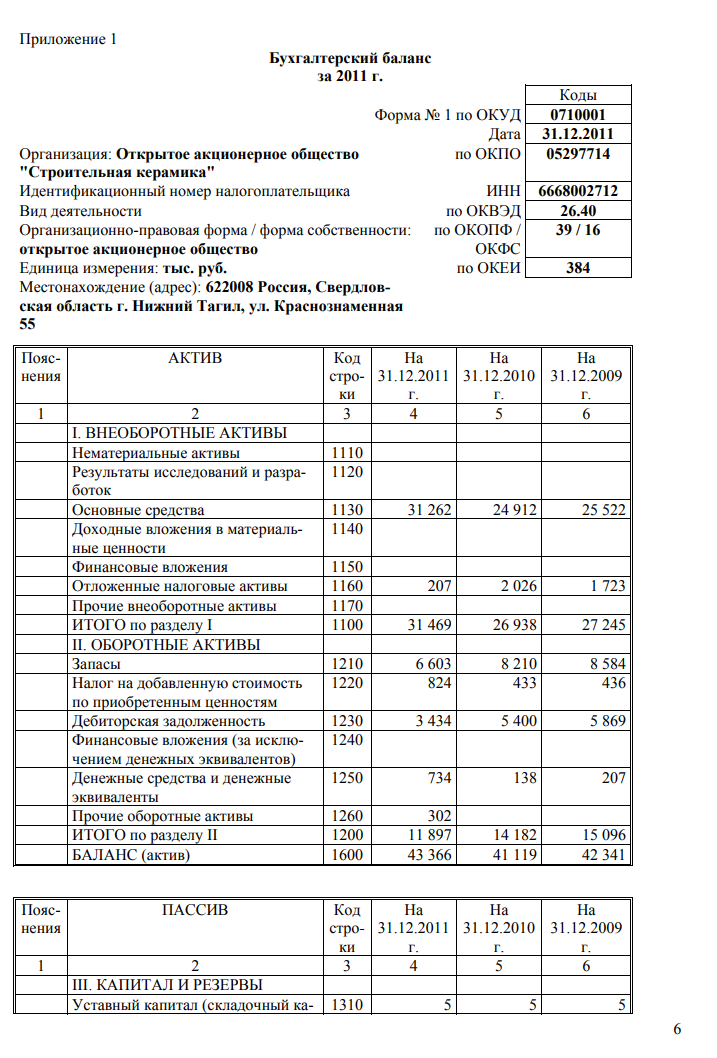 Приложение 1
Бухгалтерский баланс
за 2011 г.
Коды
Форма № 1 по ОКУД 0710001
Дата 31.12.2011
Организация: Открытое акционерное общество по ОКПО 05297714
"Строительная керамика"
Идентификационный номер налогоплательщика ИНН 6668002712
Вид деятельности по ОКВЭД 26.40
Организационно-правовая форма / форма собственности: по ОКОПФ / 39 / 16
открытое акционерное общество ОКФС
Единица измерения: тыс. руб. по ОКЕИ 384
Местонахождение (адрес): 622008 Россия, Свердлов-
ская область г. Нижний Тагил, ул. Краснознаменная
55
Пояс- АКТИВ Код На На На
нения стро- 31.12.2011 31.12.2010 31.12.2009
ки г. г. г.
1 2 3 4 5 6
I. ВНЕОБОРОТНЫЕ АКТИВЫ
Нематериальные активы 1110
Результаты исследований и разра- 1120
боток
Основные средства 1130 31 262 24 912 25 522
Доходные вложения в материаль- 1140
ные ценности
Финансовые вложения 1150
Отложенные налоговые активы 1160 207 2 026 1 723
Прочие внеоборотные активы 1170
ИТОГО по разделу I 1100 31 469 26 938 27 245
II. ОБОРОТНЫЕ АКТИВЫ
Запасы 1210 6 603 8 210 8 584
Налог на добавленную стоимость 1220 824 433 436
по приобретенным ценностям
Дебиторская задолженность 1230 3 434 5 400 5 869
Финансовые вложения (за исклю- 1240
чением денежных эквивалентов)
Денежные средства и денежные 1250 734 138 207
эквиваленты
Прочие оборотные активы 1260 302
ИТОГО по разделу II 1200 11 897 14 182 15 096
БАЛАНС (актив) 1600 43 366 41 119 42 341
Пояс- ПАССИВ Код На На На
нения стро- 31.12.2011 31.12.2010 31.12.2009
ки г. г. г.
1 2 3 4 5 6
III. КАПИТАЛ И РЕЗЕРВЫ
Уставный капитал (складочный ка- 1310 5 5 5
6